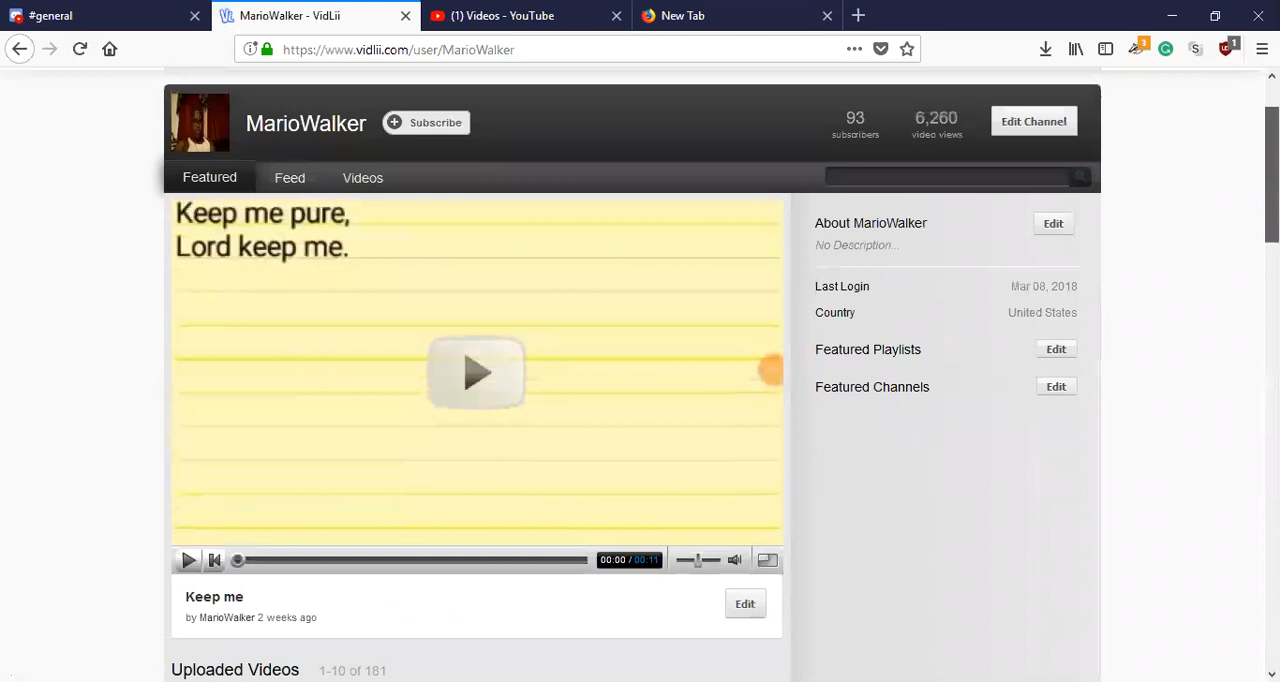 #general
MarioWalker - VidLii
(1) Videos - YouTube
New Tab
https://www.vidlii.com/user/MarioWalker
3
1
MarioWalker
Subscribe
93
subscribers
6,260
video views
Edit Channel
Featured
Feed
Videos
Keep me pure,
Lord keep me.
About MarioWalker
Edit
No Description...
Last Login
Mar 08, 2018
Country
United States
Featured Playlists
Edit
Featured Channels
Edit
00:00 / 00:11
Keep me
by MarioWalker 2 weeks ago
Edit
Uploaded Videos
1-10 of 181